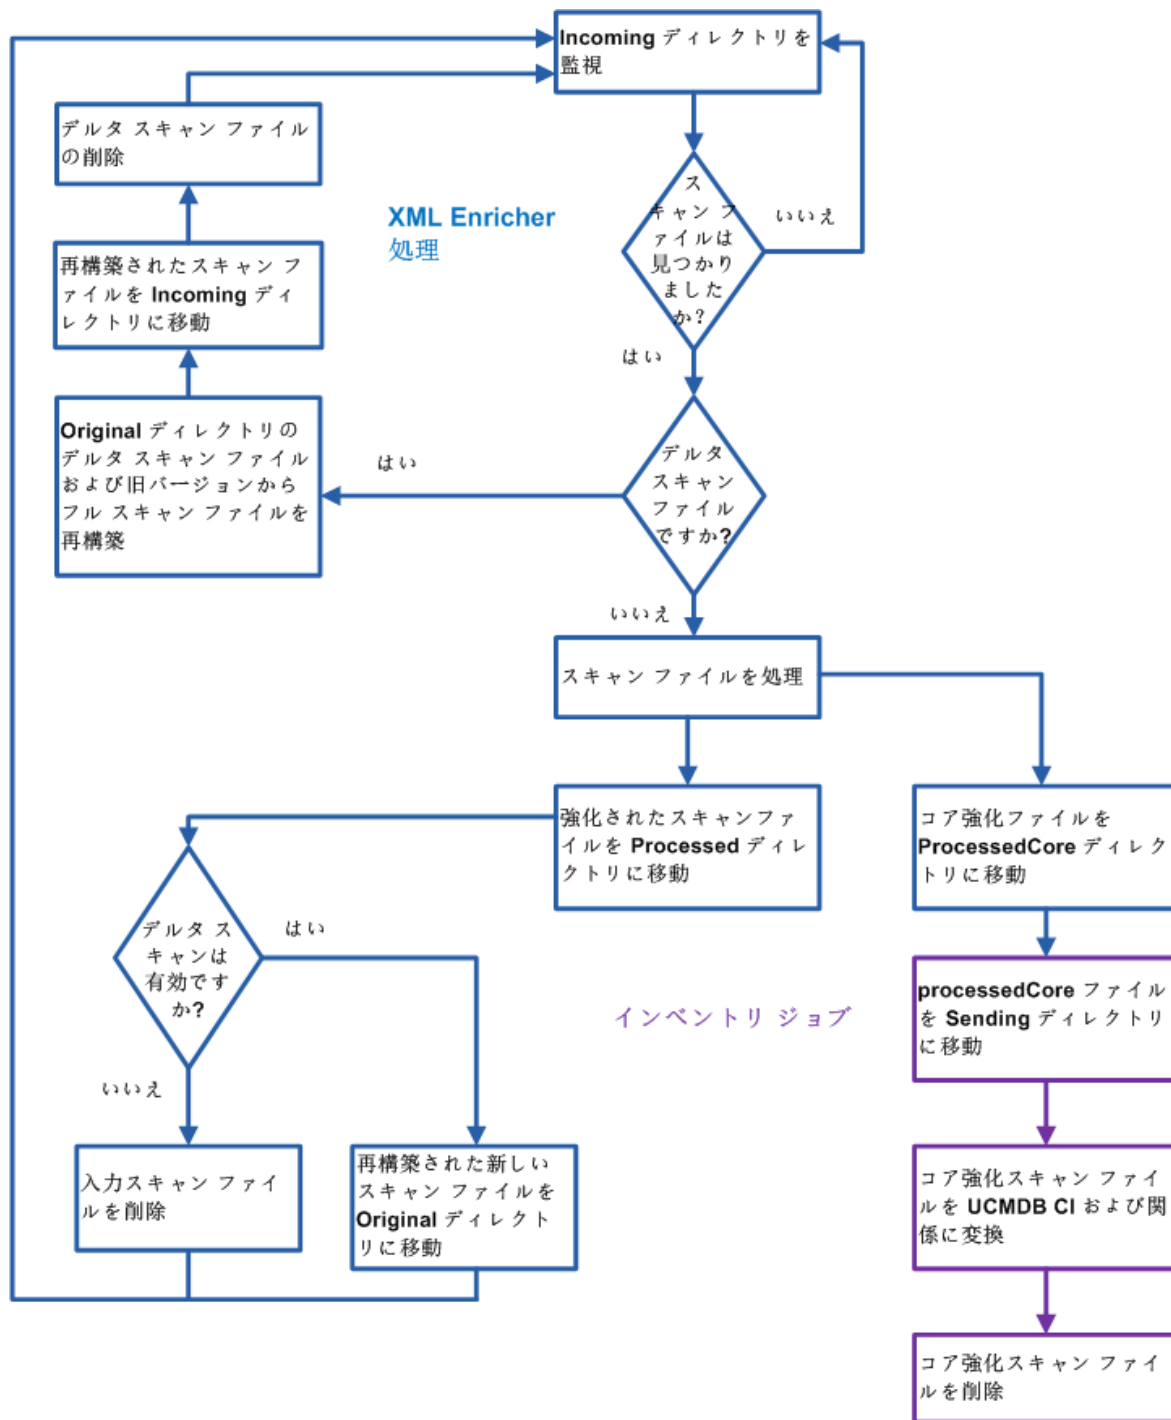 Incoming ディレクトリを
監視
デルタ スキャン ファイル
の削除
XML Enricher
処理
ス
キャン フ
ァイルは
見つかり
ました
か?
いいえ
再構築されたスキャン フ
ァイルを Incoming ディ
レクトリに移動
はい
Original ディレクトリの
デルタ スキャン ファイル
および旧バージョンから
フル スキャン ファイルを
再構築
はい
デルタ
スキャン
ファイル
ですか?
いいえ
スキャン ファイルを処理
強化されたスキャンファ
イルを Processed ディレ
クトリに移動
コア強化ファイルを
ProcessedCore ディレク
トリに移動
デルタ ス
キャンは
有効です
か?
はい
インベントリ ジョブ
processedCore ファイル
を Sending ディレクトリ
に移動
いいえ
入力スキャン ファイ
ルを削除
再構築された新しい
スキャン ファイルを
Original ディレクト
リに移動
コア強化スキャン ファイ
ルを UCMDB CI および関
係に変換
コア強化スキャン ファイ
ルを削除